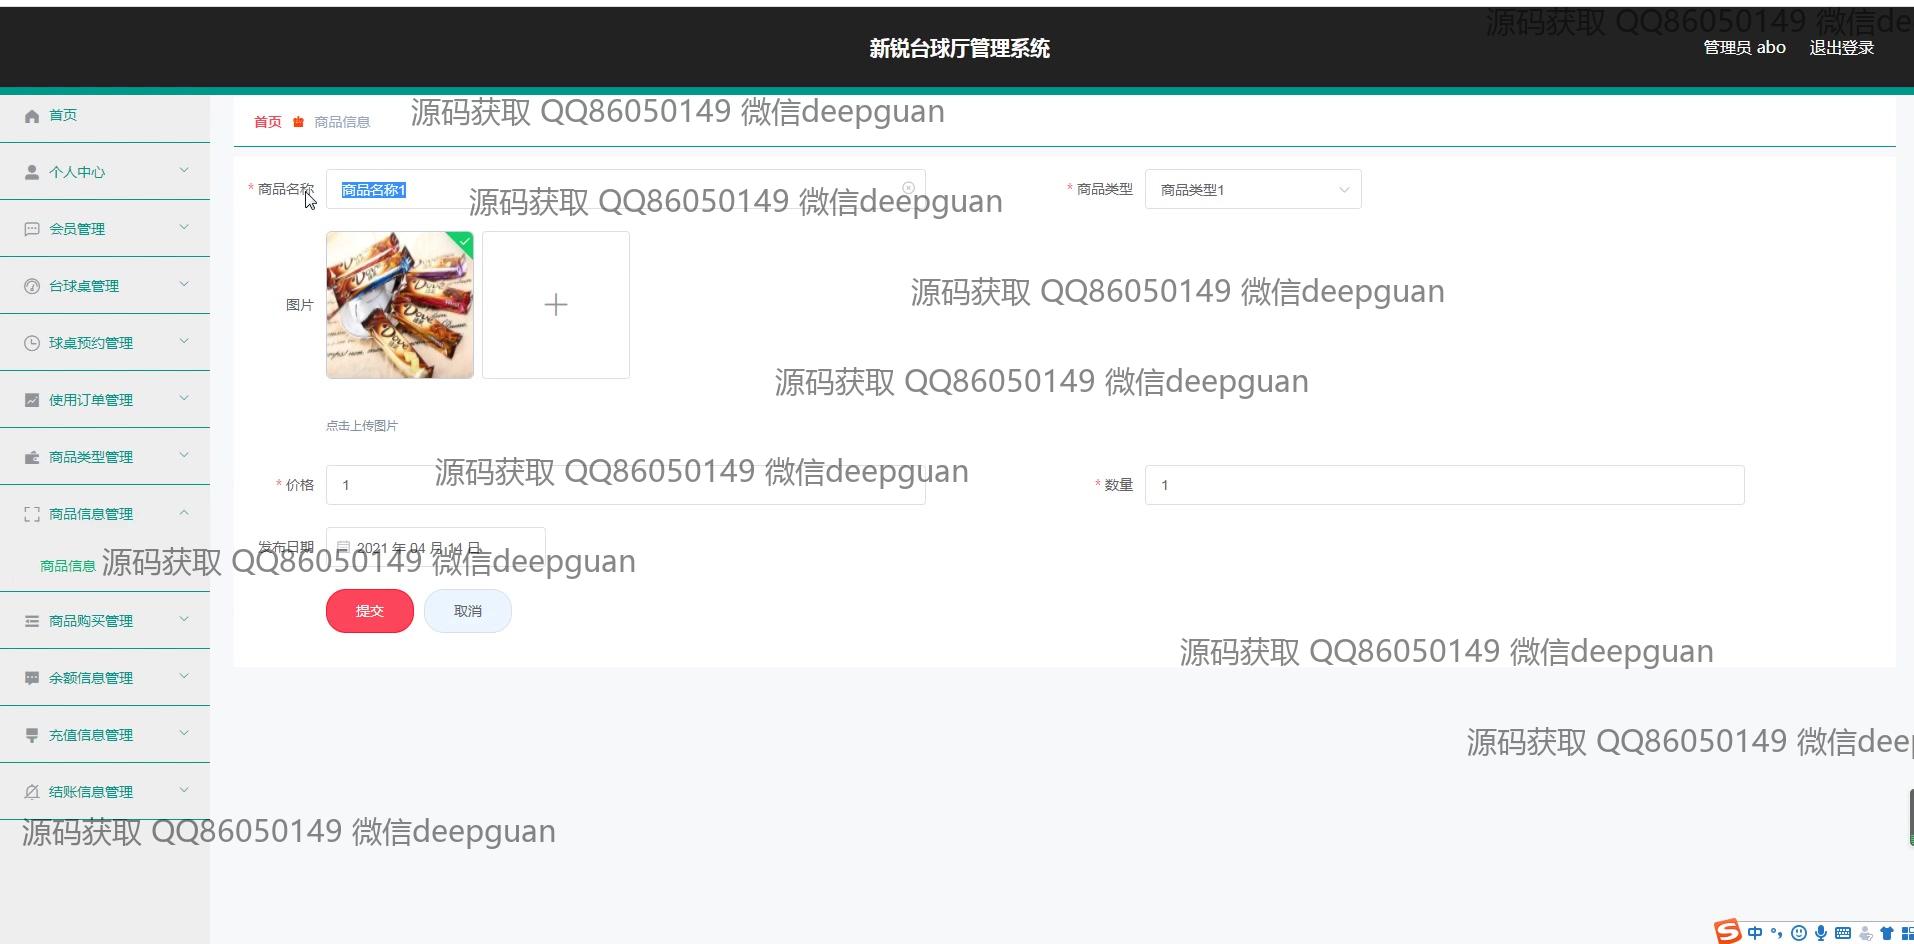 源码获取 QQ86050149 微信de
新锐台球厅管理系统
管理员 abo 退出登录
首页
首页 商品信息
源码获取 QQ86050149 微信deepguan
个人中心
* 商品名称 商品名称1
* 商品类型 商品类型1
源码获取 QQ86050149 微信deepguan
会员管理
台球桌管理
图片
源码获取 QQ86050149 微信deepguan
球桌预约管理
源码获取 QQ86050149 微信deepguan
使用订单管理
点击上传图片
商品类型管理
源码获取 QQ86050149 微信deepguan
* 价格 1
* 数量 1
商品信息管理
发布日期 2021 年 04 月 14 日
商品信息
源码获取 QQ86050149 微信deepguan
提交 取消
商品购买管理
源码获取 QQ86050149 微信deepguan
余额信息管理
充值信息管理
源码获取 QQ86050149 微信deep
结账信息管理
源码获取 QQ86050149 微信deepguan
中